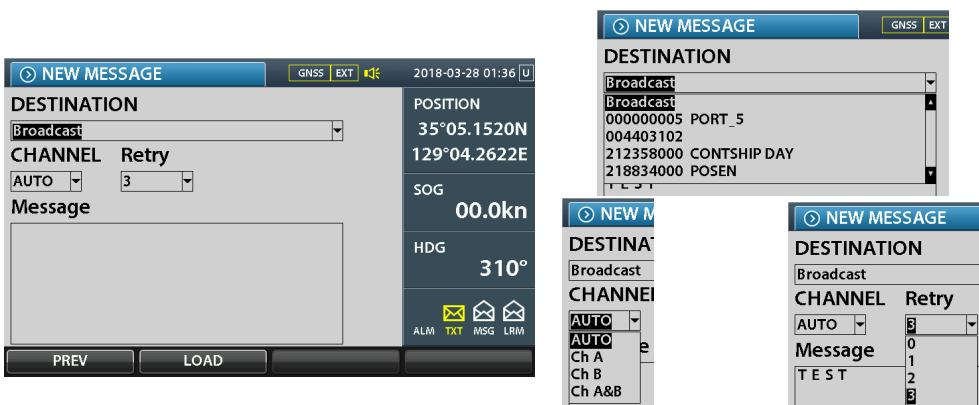 NEW MESSAGE GNSS EXT 2018-03-28 01:36 U
DESTINATION
Broadcast
CHANNEL Retry
AUTO 3
Message
POSITION
35°05.1520N
129°04.2622E
SOG
00.0kn
HDG
310°
ALM TXT MSG LRM
PREV LOAD
NEW MESSAGE GNSS EXT
DESTINATION
Broadcast
Broadcast
000000005 PORT_5
004403102
212358000 CONTSHIP DAY
218834000 POSEN
T E S T
NEW M
DESTINAT
Broadcast
CHANNEL
AUTO
AUTO
Ch A
Ch B
Ch A&B
e
NEW MESSAGE
DESTINATION
Broadcast
CHANNEL Retry
AUTO 3
Message
0
1
2
3
T E S T